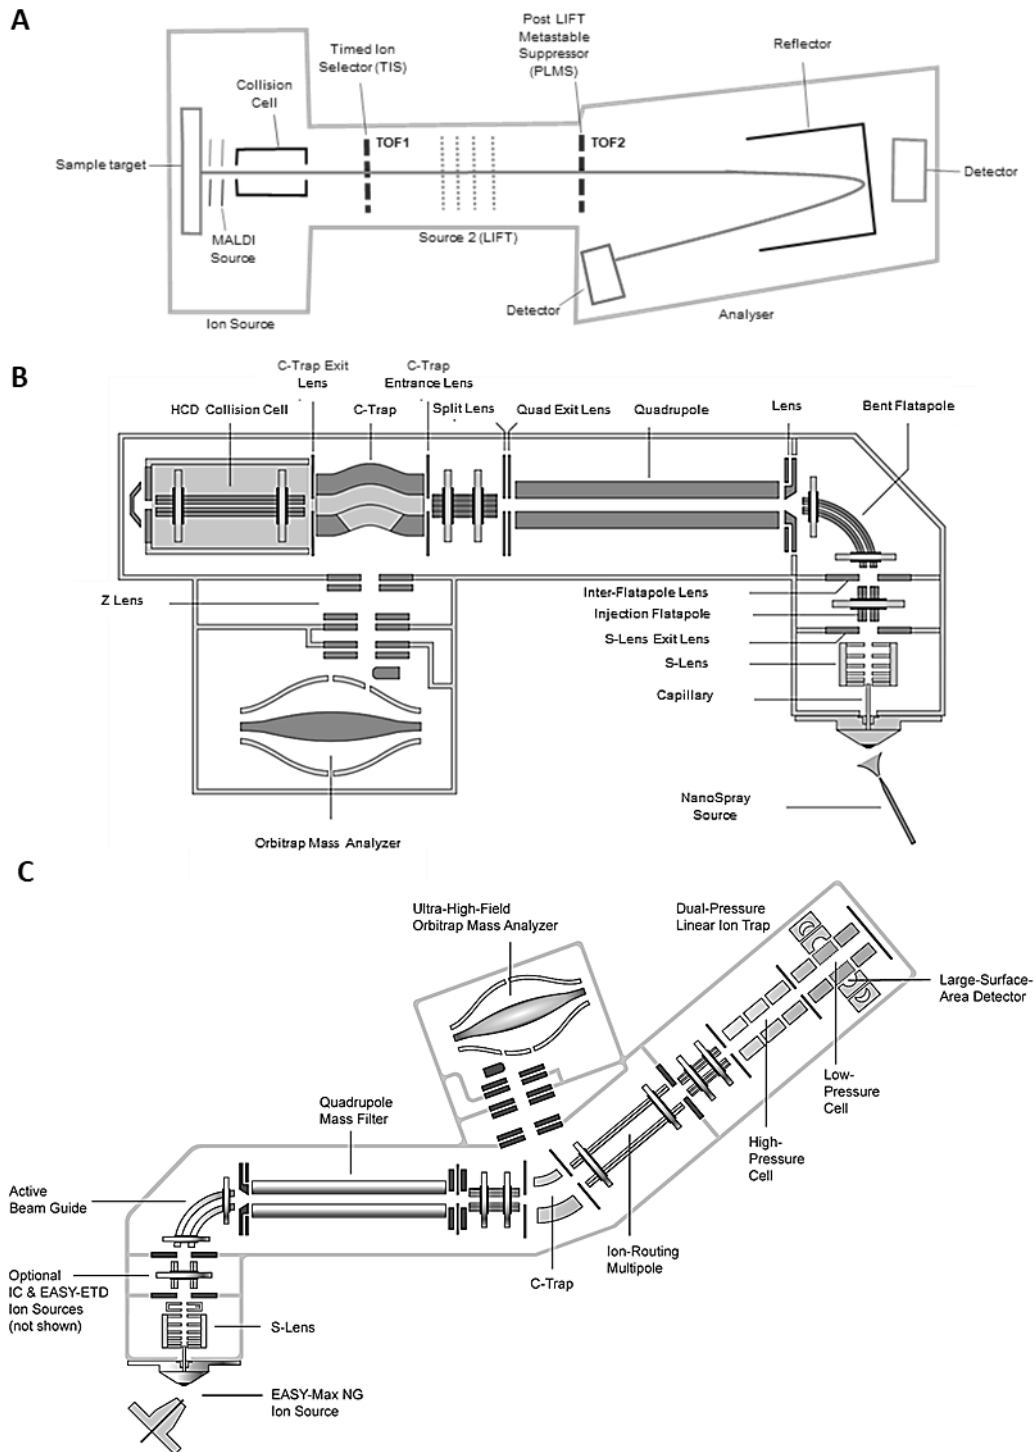 A
Post LIFT
Metastable
Suppressor
(PLMS)
Timed Ion
Selector (TIS)
Reflector
Collision
Cell
TOF1
TOF2
Sample target
Detector
MALDI
Source
Source 2 (LIFT)
Detector
Ion Source
Analyser
B
C-Trap Exit
Lens
C-Trap
Entrance Lens
HCD Collision Cell
C-Trap
Split Lens
Quad Exit Lens
Quadrupole
Lens
Bent Flatapole
Z Lens
Inter-Flatapole Lens
Injection Flatapole
S-Lens Exit Lens
S-Lens
Capillary
NanoSpray
Source
Orbitrap Mass Analyzer
C
Ultra-High-Field
Orbitrap Mass Analyzer
Dual-Pressure
Linear Ion Trap
Large-Surface-
Area Detector
Low-
Pressure
Cell
Quadrupole
Mass Filter
High-
Pressure
Cell
Active
Beam Guide
Ion-Routing
Multipole
C-Trap
Optional
IC & EASY-ETD
Ion Sources
(not shown)
S-Lens
EASY-Max NG
Ion Source